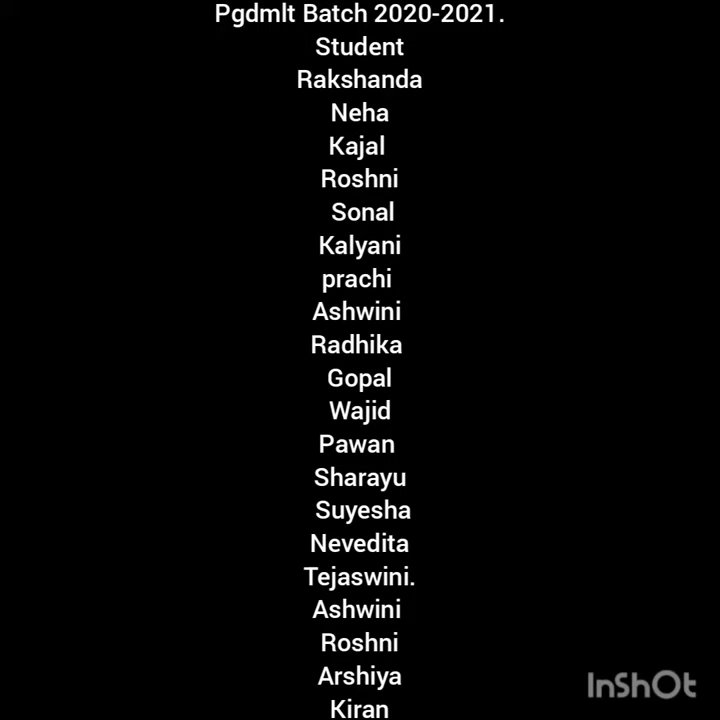 Pgdmlt Batch 2020-2021.
Student
Rakshanda
Neha
Kajal
Roshni
Sonal
Kalyani
prachi
Ashwini
Radhika
Gopal
Wajid
Pawan
Sharayu
Suyesha
Nevedita
Tejaswini.
Ashwini
Roshni
Arshiya
Kiran
InShOt